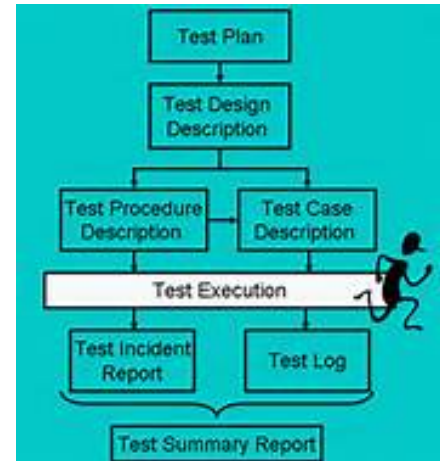 Test Plan
Test Design
Description
Test Procedure
Description
Test Case
Description
Test Execution
Test Incident
Report
Test Log
Test Summary Report